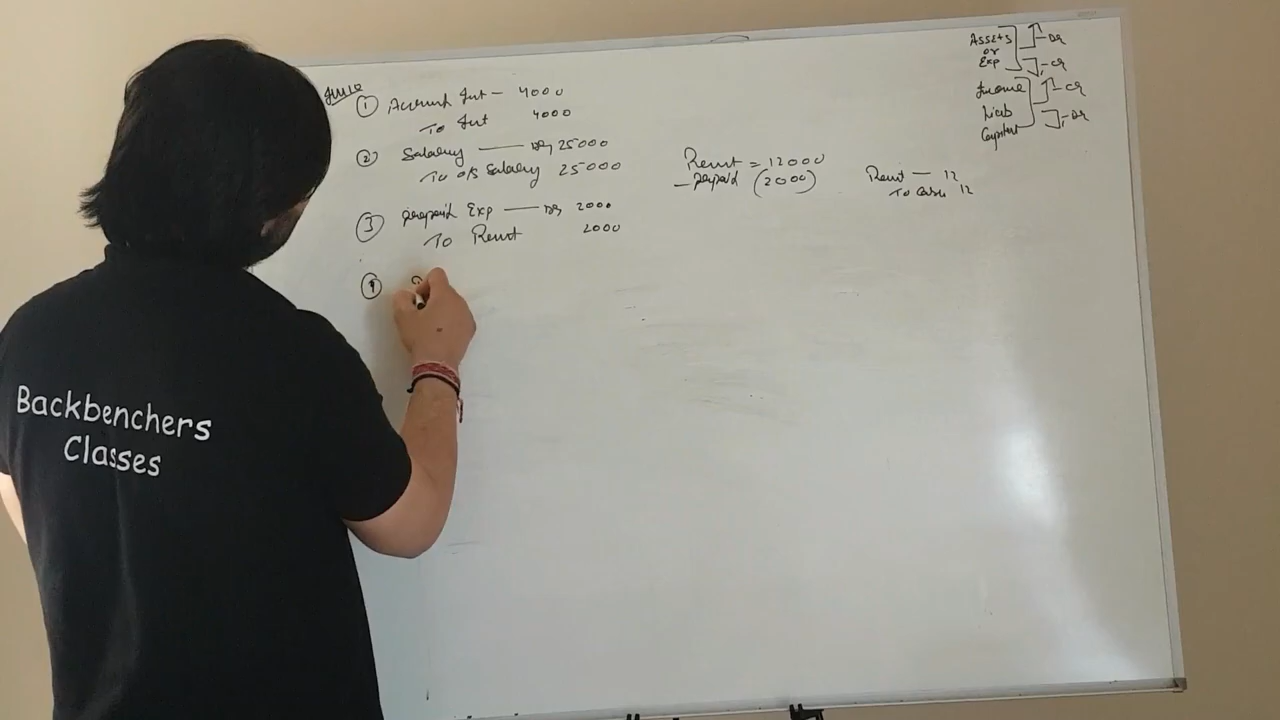 ① Accrued Int — 4000
To Int 4000
② Salary —— Dr 25000
To o/s Salary 25000
③ prepaid Exp —— Dr 2000
To Rent 2000
④
Rent = 12000
— prepaid (2000)
Rent — 12
To Cash 12
Assets
or
Exp
Dr
Cr
Income
Liab
Capital
Cr
Dr
Backbenchers
Classes